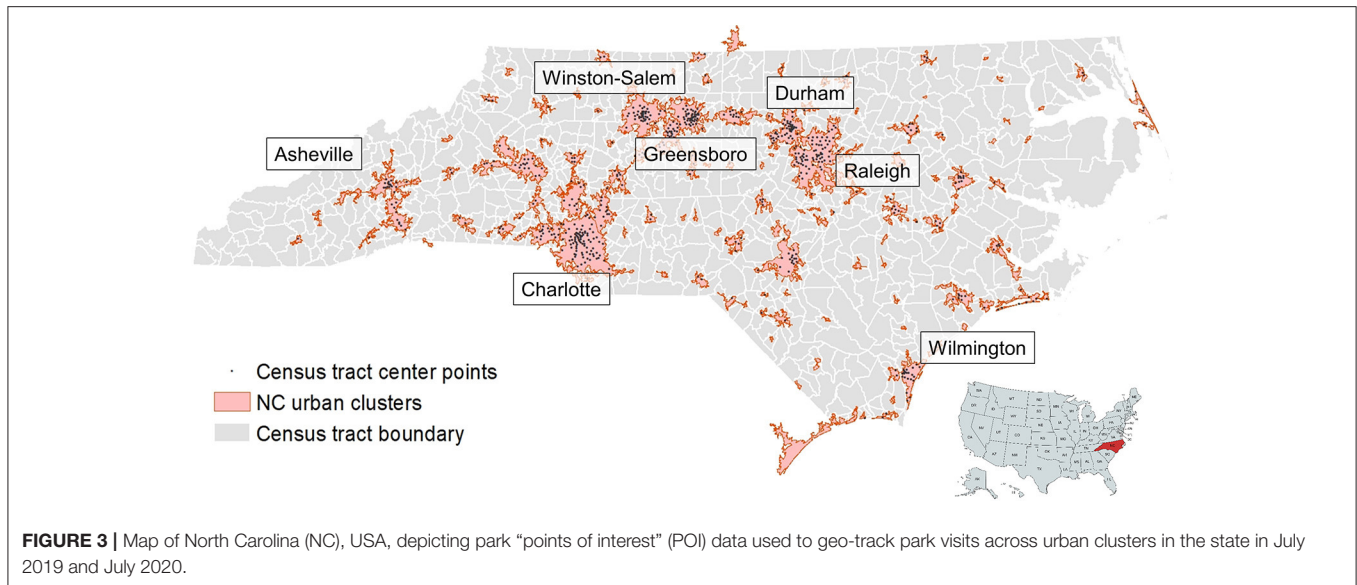 Winston-Salem
Durham
Asheville
Greensboro
Raleigh
Charlotte
Wilmington
Census tract center points
NC urban clusters
Census tract boundary
FIGURE 3 | Map of North Carolina (NC), USA, depicting park “points of interest” (POI) data used to geo-track park visits across urban clusters in the state in July
2019 and July 2020.